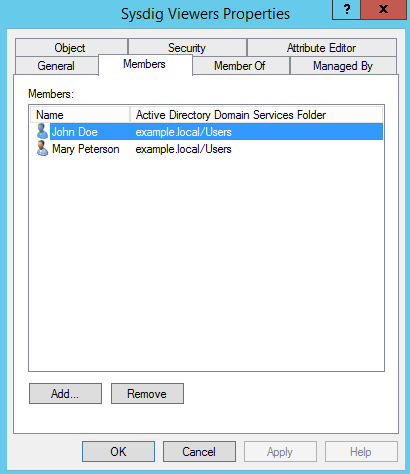 Sysdig Viewers Properties
? x
Object Security Attribute Editor
General Members Member Of Managed By
Members:
Name Active Directory Domain Services Folder
John Doe example.local/Users
Mary Peterson example.local/Users
Add... Remove
OK Cancel Apply Help